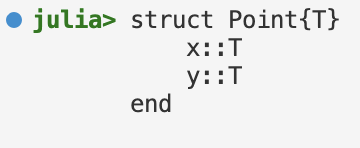 julia> struct Point{T}
           x::T
           y::T
       end